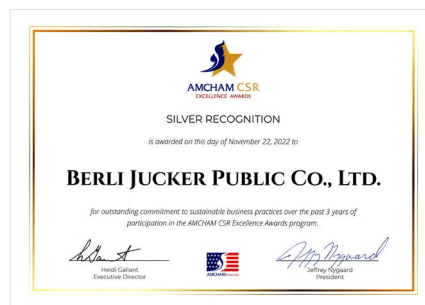 AMCHAM CSR
EXCELLENCE AWARDS
SILVER RECOGNITION
is awarded on this day of November 22, 2022 to
BERLI JUCKER PUBLIC CO., LTD.
for outstanding commitment to sustainable business practices over the past 3 years of
participation in the AMCHAM CSR Excellence Awards program.
Heidi Gallant
Executive Director
AMCHAM
Jeffrey Nygaard
President